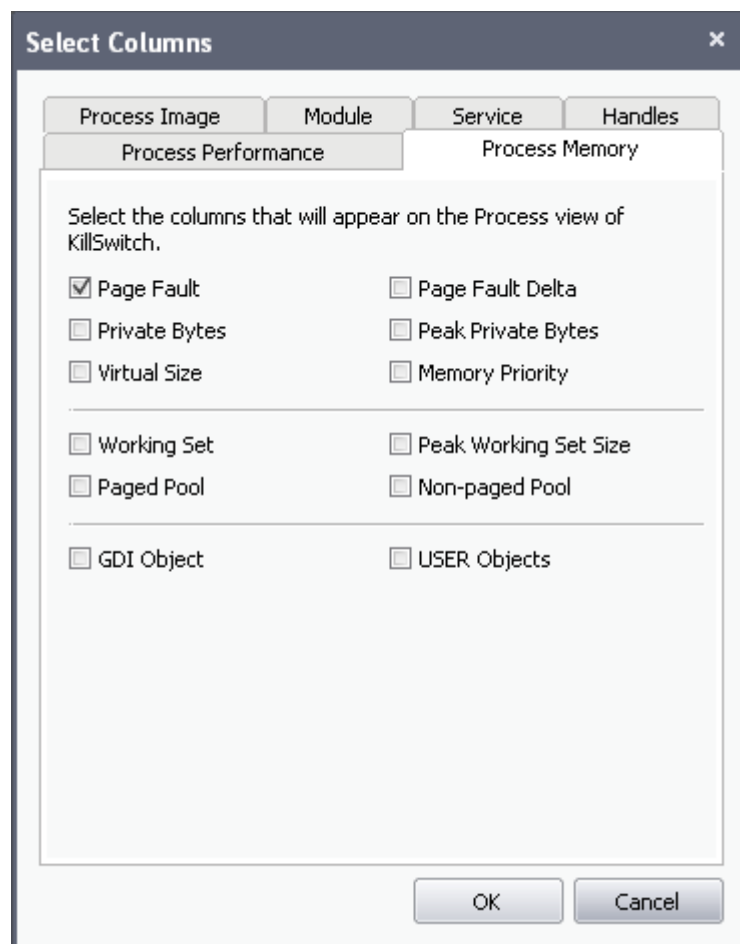 Select Columns
Process Image Module Service Handles
Process Performance Process Memory
Select the columns that will appear on the Process view of
KillSwitch.
Page Fault Page Fault Delta
Private Bytes Peak Private Bytes
Virtual Size Memory Priority
Working Set Peak Working Set Size
Paged Pool Non-paged Pool
GDI Object USER Objects
OK Cancel